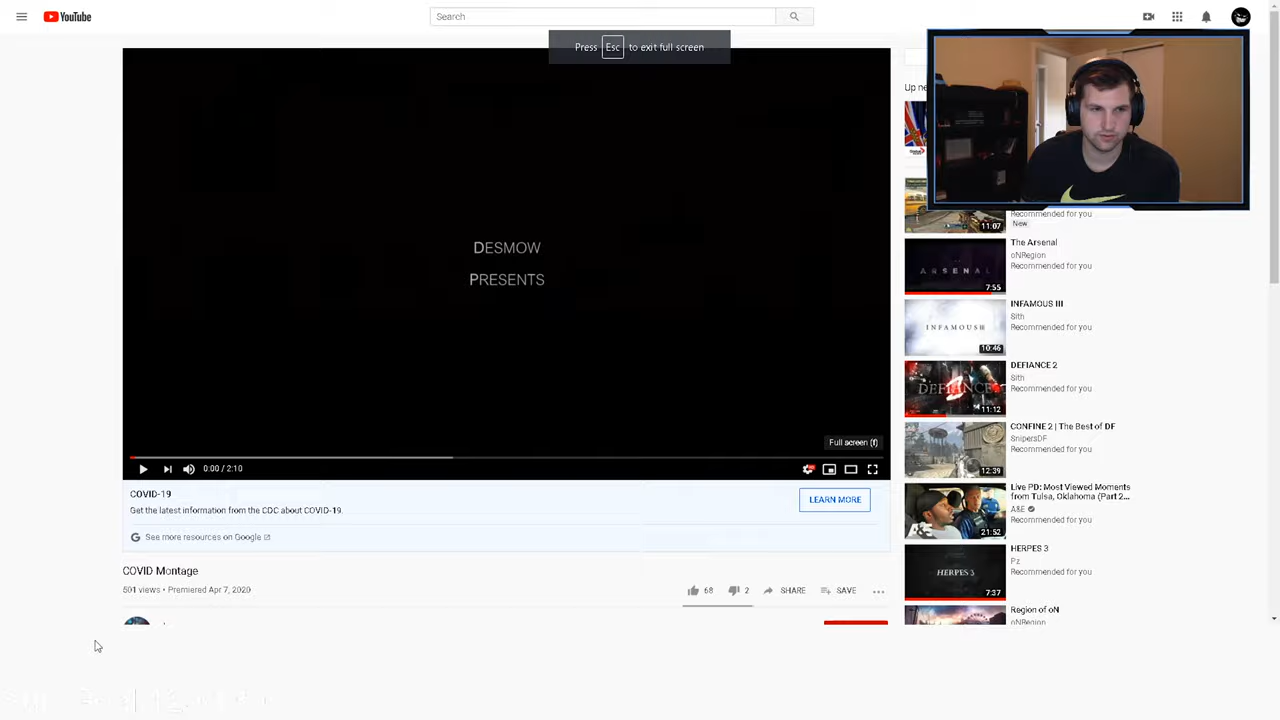 YouTube
Search
Press Esc to exit full screen
DESMOW
PRESENTS
Full screen (f)
0:00 / 2:10
COVID-19
Get the latest information from the CDC about COVID-19.
LEARN MORE
See more resources on Google
COVID Montage
501 views • Premiered Apr 7, 2020
68
2
SHARE
SAVE
Up ne
Recommended for you
New
11:07
The Arsenal
oNRegion
Recommended for you
ARSENAL
7:55
INFAMOUS III
Sith
Recommended for you
INFAMOUS III
10:46
DEFIANCE 2
Sith
Recommended for you
DEFIANCE
11:12
CONFINE 2 | The Best of DF
SnipersDF
Recommended for you
12:39
Live PD: Most Viewed Moments
from Tulsa, Oklahoma (Part 2...
A&E
Recommended for you
21:52
HERPES 3
Pz
Recommended for you
HERPES 3
7:37
Region of oN
oNRegion